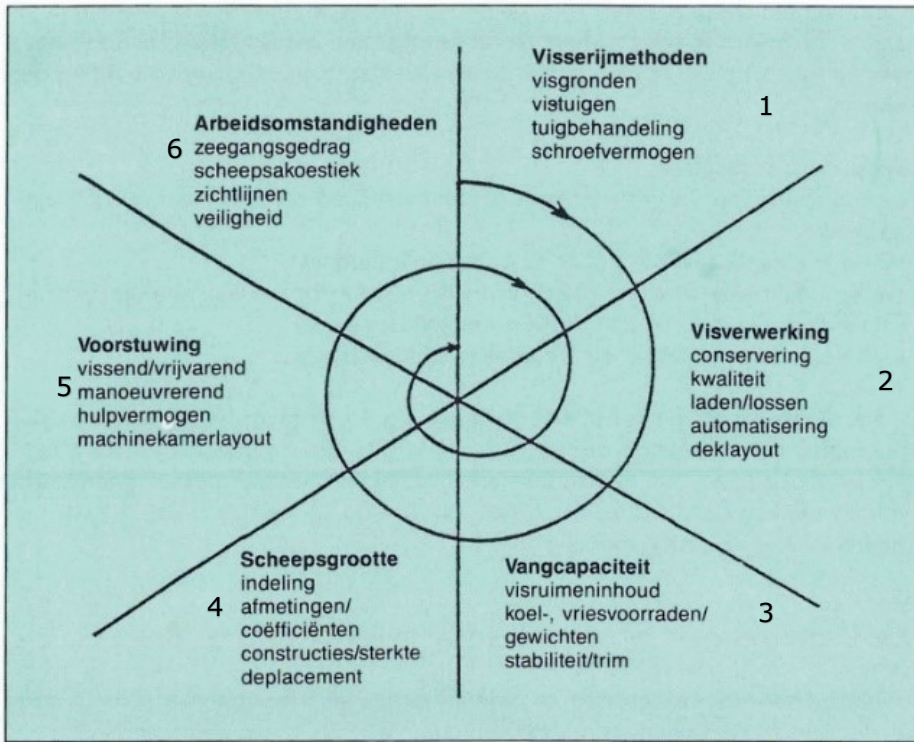 Visserijmethoden
visgronden
vistuigen
tuigbehandeling
schroefvermogen
1
Visverwerking
conservering
kwaliteit
laden/lossen
automatisering
deklayout
2
Vangcapaciteit
visruimeninhoud
koel-, vriesvoorraden/
gewichten
stabiliteit/trim
3
Scheepsgrootte
indeling
afmetingen/
coëfficiënten
constructies/sterkte
deplacement
4
Voorstuwing
vissend/vrijvarend
manoeuvrerend
hulpvermogen
machinekamerlayout
5
Arbeidsomstandigheden
zeegangsgedrag
scheepsakoestiek
zichtlijnen
veiligheid
6